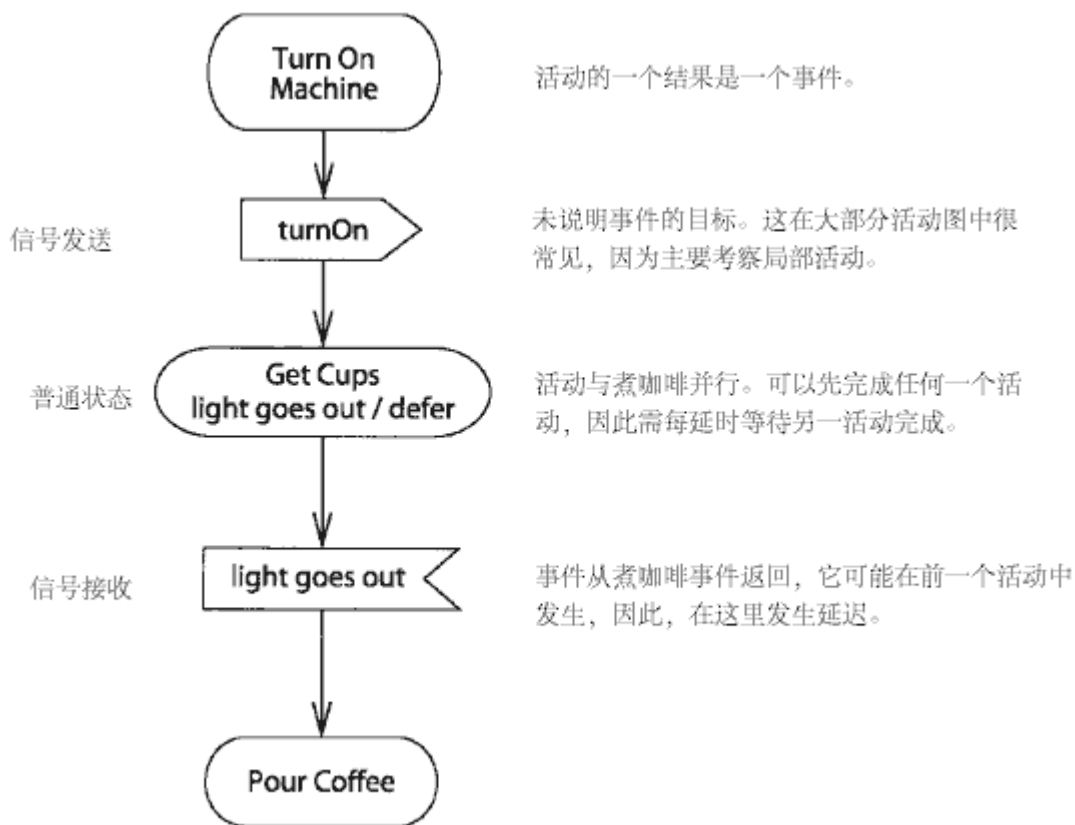 Turn On
Machine
活动的一个结果是一个事件。
信号发送
turnOn
未说明事件的目标。这在大部分活动图中很
常见，因为主要考察局部活动。
普通状态
Get Cups
light goes out / defer
活动与煮咖啡并行。可以先完成任何一个活
动，因此需每延时等待另一活动完成。
信号接收
light goes out
事件从煮咖啡事件返回，它可能在前一个活动中
发生，因此，在这里发生延迟。
Pour Coffee